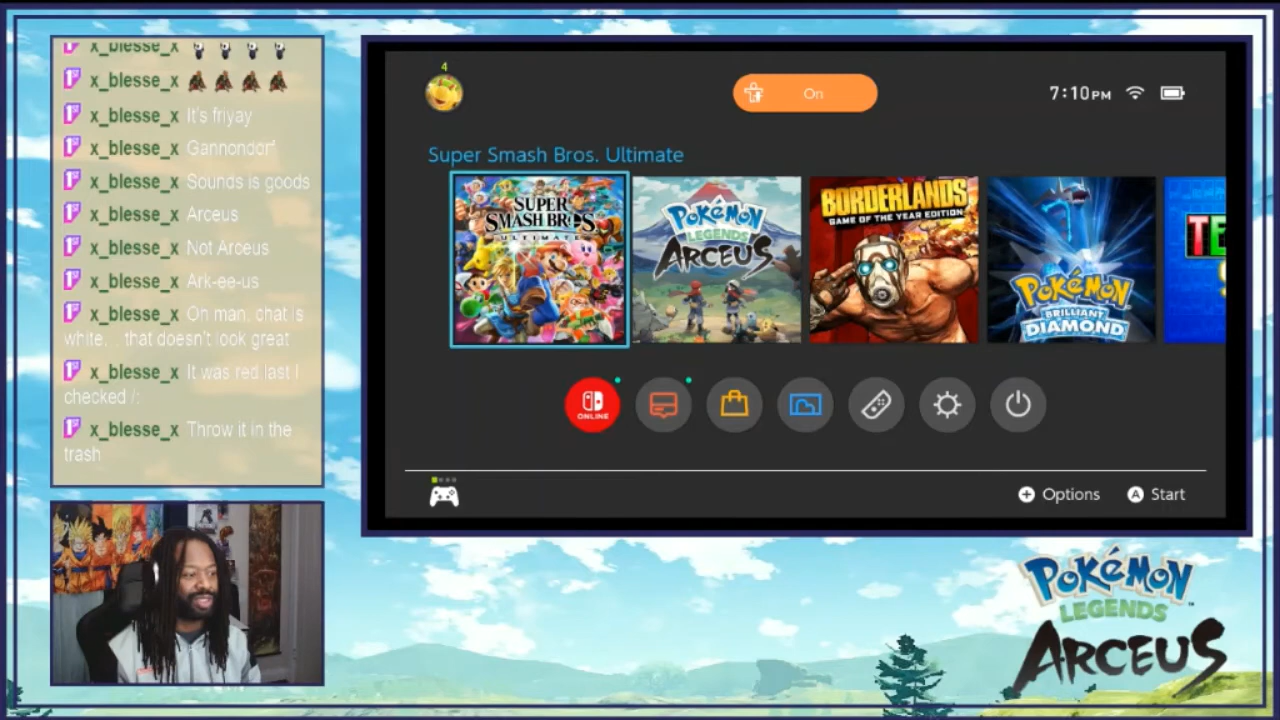 x_blesse_x
x_blesse_x
x_blesse_x It's friyay
x_blesse_x Gannondorf
x_blesse_x Sounds is goods
x_blesse_x Arceus
x_blesse_x Not Arceus
x_blesse_x Ark-ee-us
x_blesse_x Oh man, chat is
white. . that doesn't look great
x_blesse_x It was red last I
checked /:
x_blesse_x Throw it in the
trash
4
On
7:10PM
Super Smash Bros. Ultimate
SUPER
SMASH BROS.
ULTIMATE
POKÉMON
LEGENDS
ARCEUS
BORDERLANDS
GAME OF THE YEAR EDITION
POKÉMON
BRILLIANT
DIAMOND
TE
ONLINE
Options
A Start
POKÉMON
LEGENDS
ARCEUS